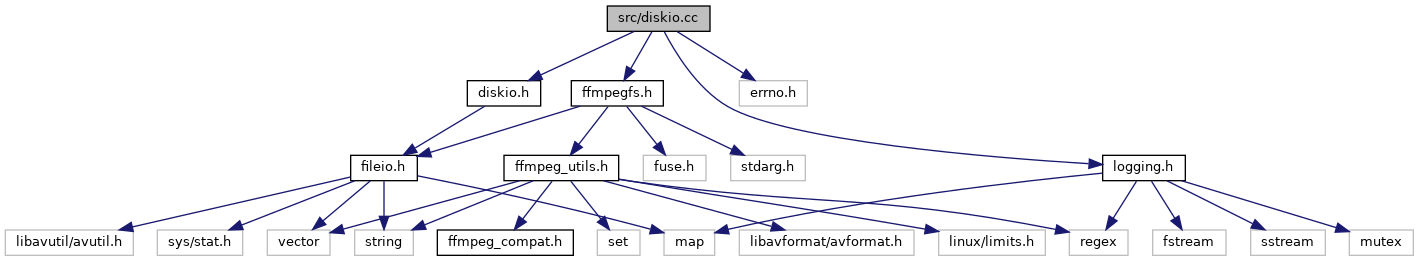 src/diskio.cc
diskio.h
ffmpegfs.h
errno.h
fileio.h
ffmpeg_utils.h
fuse.h
stdarg.h
logging.h
libavutil/avutil.h
sys/stat.h
vector
string
ffmpeg_compat.h
set
map
libavformat/avformat.h
linux/limits.h
regex
fstream
sstream
mutex